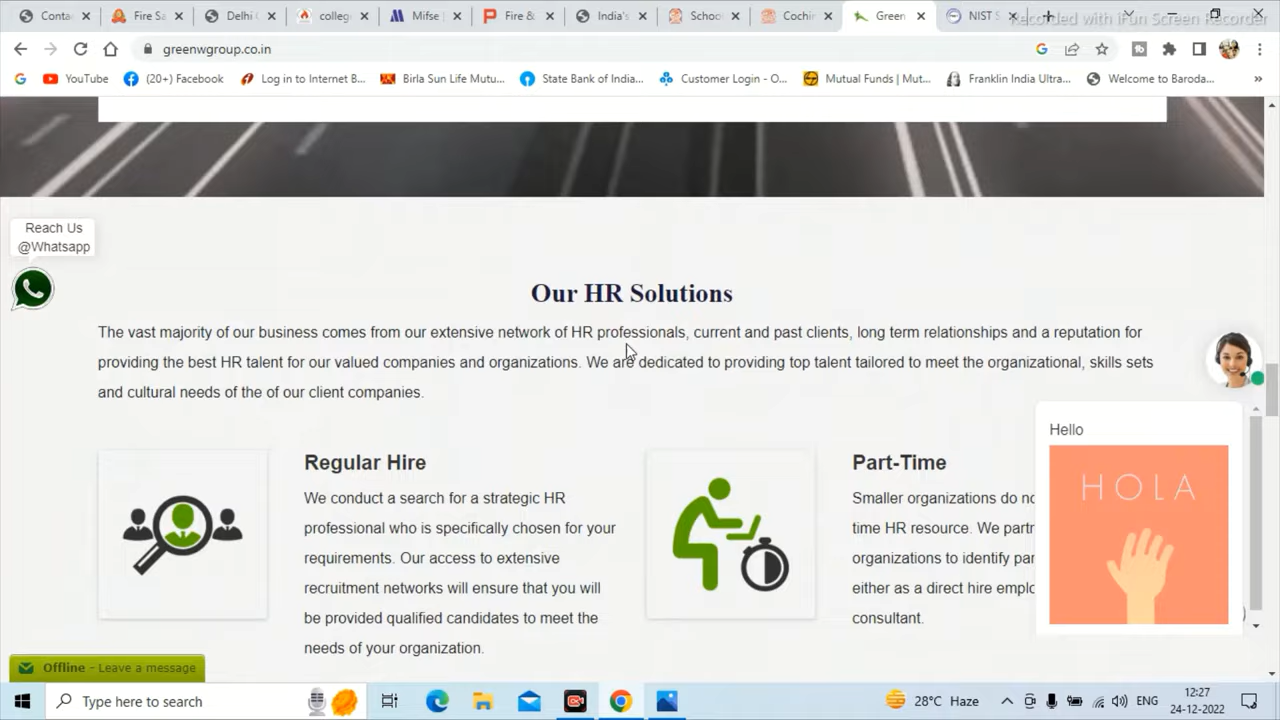 Conta
Fire Sa
Delhi C
colleg
Mifse |
Fire &
India's
Schoo
Cochi
Green
NIST S
Recorded with iFun Screen Recorder
greenwgroup.co.in
YouTube
(20+) Facebook
Log in to Internet B...
Birla Sun Life Mutu...
State Bank of India...
Customer Login - O...
Mutual Funds | Mut...
Franklin India Ultra...
Welcome to Baroda...
Reach Us
@Whatsapp
Our HR Solutions
The vast majority of our business comes from our extensive network of HR professionals, current and past clients, long term relationships and a reputation for
providing the best HR talent for our valued companies and organizations. We are dedicated to providing top talent tailored to meet the organizational, skills sets
and cultural needs of the of our client companies.
Regular Hire
We conduct a search for a strategic HR
professional who is specifically chosen for your
requirements. Our access to extensive
recruitment networks will ensure that you will
be provided qualified candidates to meet the
needs of your organization.
Part-Time
Smaller organizations do no
time HR resource. We partn
organizations to identify par
either as a direct hire emplo
consultant.
Hello
HOLA
Offline - Leave a message
Type here to search
28°C Haze
ENG
12:27
24-12-2022